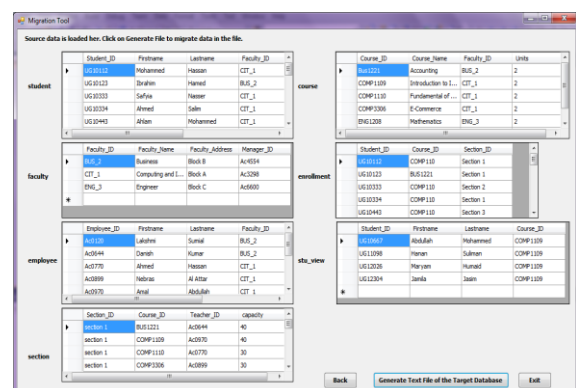 Migration Tool
Source data is loaded her. Click on Generate File to migrate data in the file.
student
Student_ID Firstname Lastname Faculty_ID
UG10112 Mohammed Hassan CIT_1
UG10123 Ibrahim Hamed BUS_2
UG10333 Safyia Nasser CIT_1
UG10334 Ahmed Salim CIT_1
UG10443 Ahlam Mohammed CIT_1
course
Course_ID Course_Name Faculty_ID Units
Bus1221 Accounting BUS_2 2
COMP1109 Introduction to I... CIT_1 2
COMP1110 Fundamental of ... CIT_1 2
COMP3306 E-Commerce CIT_1 2
ENG1208 Mathematics ENG_3 2
faculty
Faculty_ID Faculty_Name Faculty_Address Manager_ID
BUS_2 Business Block B Ac4554
CIT_1 Computing and I... Block A Ac3298
ENG_3 Engineer Block C Ac6600
enrollment
Student_ID Course_ID Section_ID
UG10112 COMP110 Section 1
UG10123 BUS1221 Section 1
UG10333 COMP110 Section 2
UG10334 COMP110 Section 1
UG10443 COMP110 Section 3
employee
Employee_ID Firstname Lastname Faculty_ID
Ac0120 Lakshmi Sumial BUS_2
Ac0644 Danish Kumar BUS_2
Ac0770 Ahmed Hassan CIT_1
Ac0899 Nebras Al Attar CIT_1
Ac0970 Amal Abdullah CIT_1
stu_view
Student_ID Firstname Lastname Course_ID
UG10667 Abdullah Mohammed COMP1109
UG11098 Hanan Suliman COMP1109
UG12026 Maryam Humaid COMP1109
UG12304 Jamila Jasim COMP1109
section
Section_ID Course_ID Teacher_ID capacity
section 1 BUS1221 Ac0644 40
section 1 COMP1109 Ac0970 40
section 1 COMP1110 Ac0770 30
section 1 COMP3306 Ac0899 30
Back
Generate Text File of the Target Database
Exit